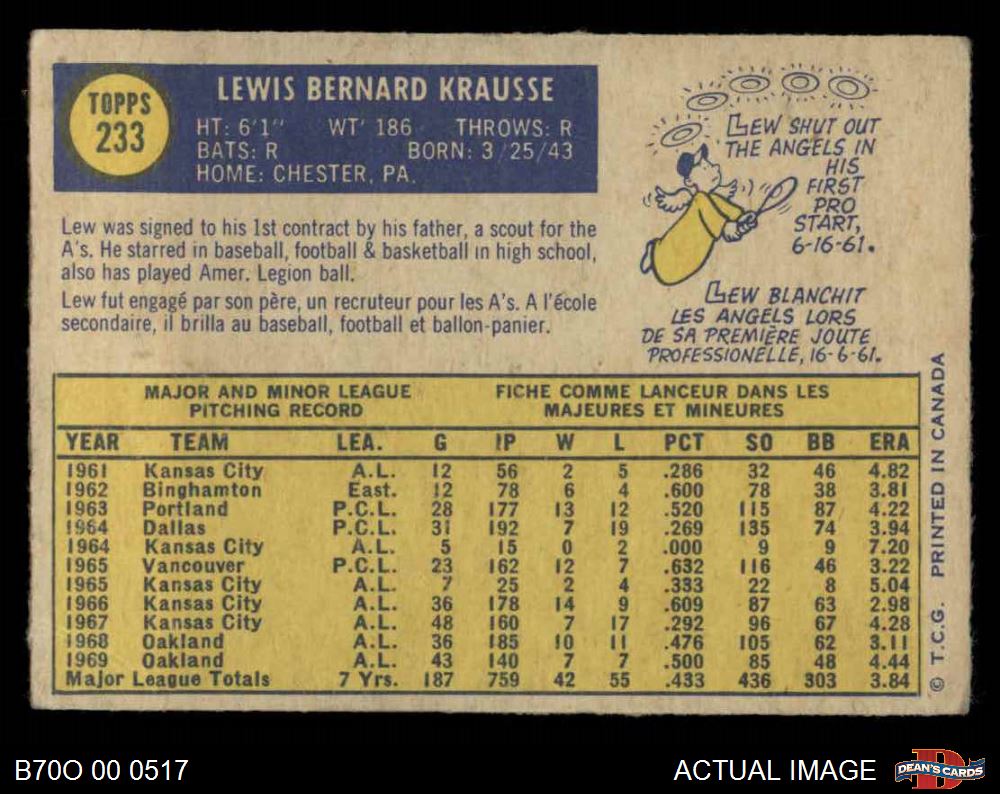 TOPPS
233
LEWIS BERNARD KRAUSSE
HT: 6'1" WT' 186 THROWS: R
BATS: R BORN: 3/25/43
HOME: CHESTER, PA.
Lew was signed to his 1st contract by his father, a scout for the
A's. He starred in baseball, football & basketball in high school,
also has played Amer. Legion ball.
Lew fut engagé par son père, un recruteur pour les A's. A l'école
secondaire, il brilla au baseball, football et ballon-panier.
LEW SHUT OUT
THE ANGELS IN
HIS
FIRST
PRO
START,
6-16-61.
LEW BLANCHIT
LES ANGELS LORS
DE SA PREMIÈRE JOUTE
PROFESSIONELLE, 16-6-61.
MAJOR AND MINOR LEAGUE
PITCHING RECORD
FICHE COMME LANCEUR DANS LES
MAJEURES ET MINEURES
YEAR TEAM LEA. G IP W L PCT SO BB ERA
1961 Kansas City A.L. 12 56 2 5 .286 32 46 4.82
1962 Binghamton East. 12 78 6 4 .600 78 38 3.81
1963 Portland P.C.L. 28 177 13 12 .520 115 87 4.22
1964 Dallas P.C.L. 31 192 7 19 .269 135 74 3.94
1964 Kansas City A.L. 5 15 0 2 .000 9 9 7.20
1965 Vancouver P.C.L. 23 162 12 7 .632 116 46 3.22
1965 Kansas City A.L. 7 25 2 4 .333 22 8 5.04
1966 Kansas City A.L. 36 178 14 9 .609 87 63 2.98
1967 Kansas City A.L. 48 160 7 17 .292 96 67 4.28
1968 Oakland A.L. 36 185 10 11 .476 105 62 3.11
1969 Oakland A.L. 43 140 7 7 .500 85 48 4.44
Major League Totals 7 Yrs. 187 759 42 55 .433 436 303 3.84
© T.C.G. PRINTED IN CANADA
B70O 00 0517
ACTUAL IMAGE
DEAN'S CARDS